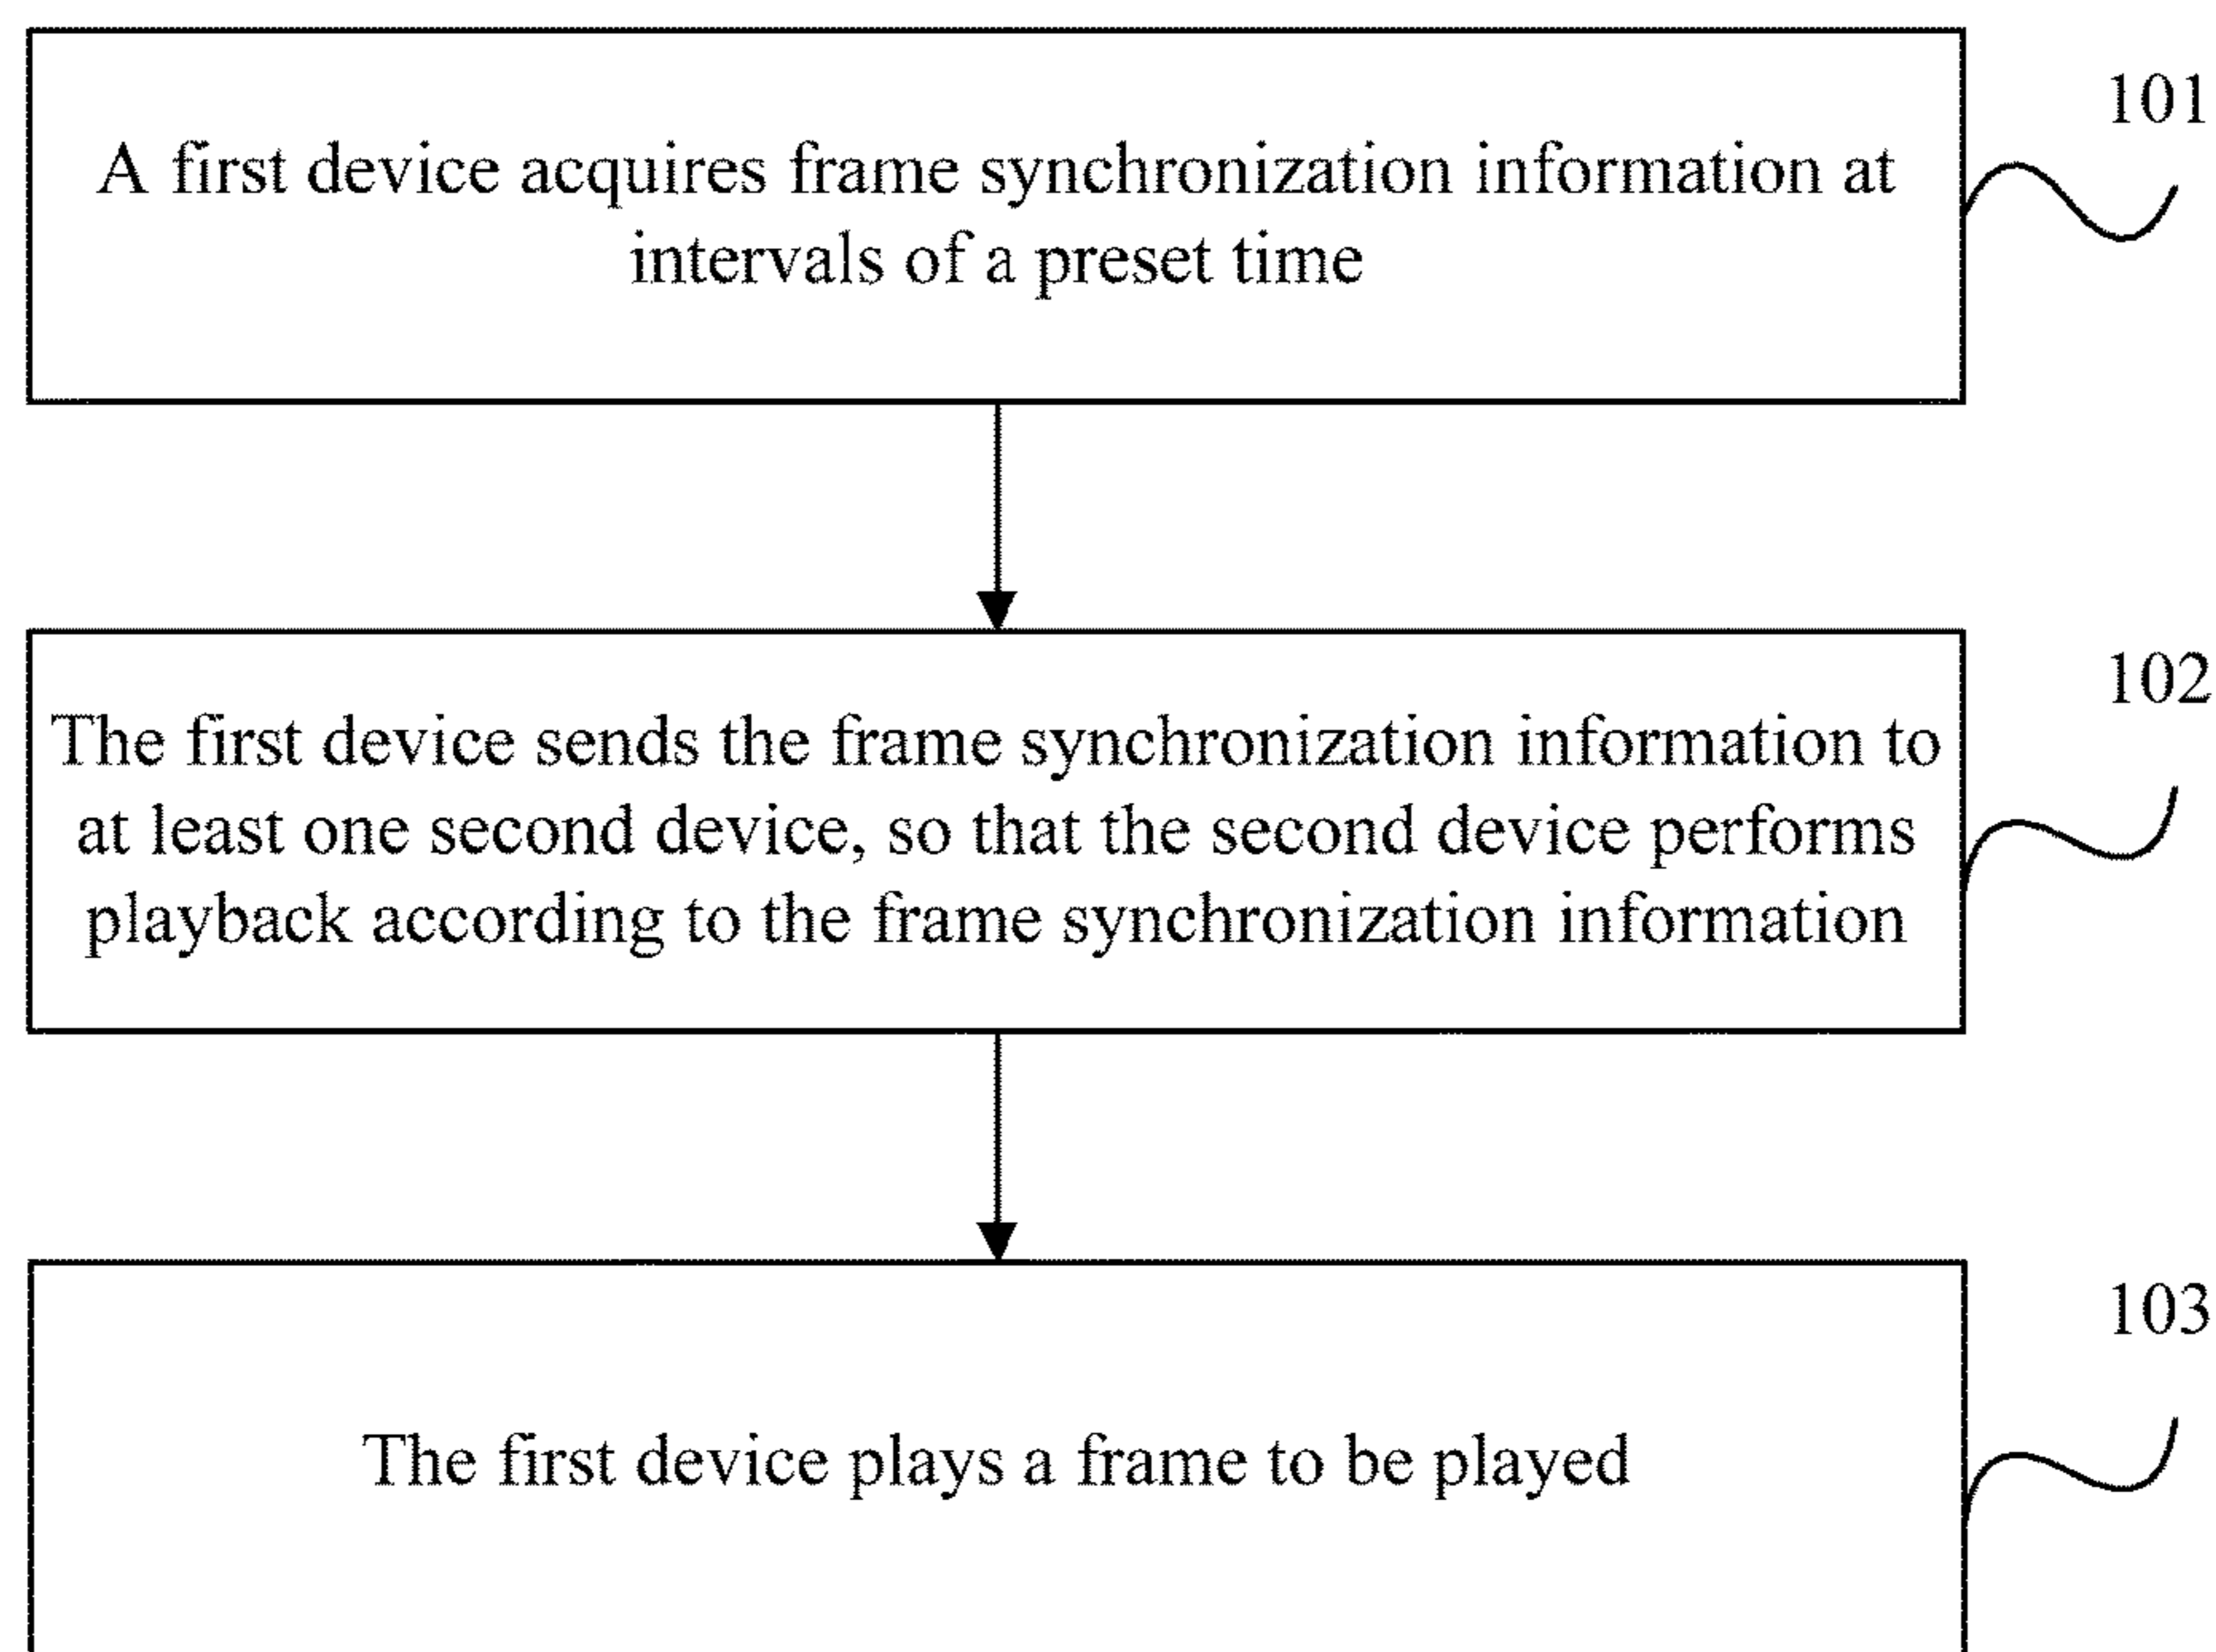 101
A first device acquires frame synchronization information at
intervals of a preset time
102
The first device sends the frame synchronization information to
at least one second device, so that the second device performs
playback according to the frame synchronization information
103
The first device plays a frame to be played